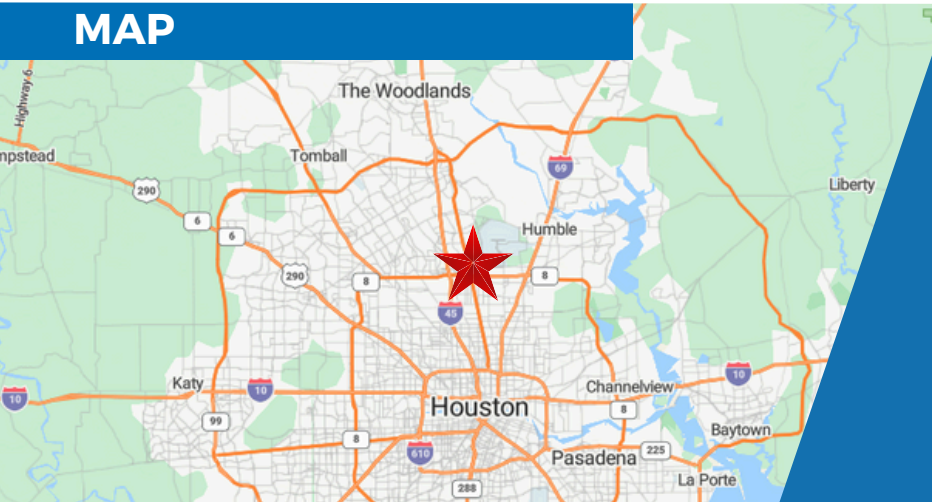 MAP
Highway 6
The Woodlands
mpstead
Tomball
69
290
Liberty
6
6
Humble
290
8
8
45
10
Katy
10
Channelview
10
99
Houston
8
8
Baytown
610
Pasadena
225
La Porte
288